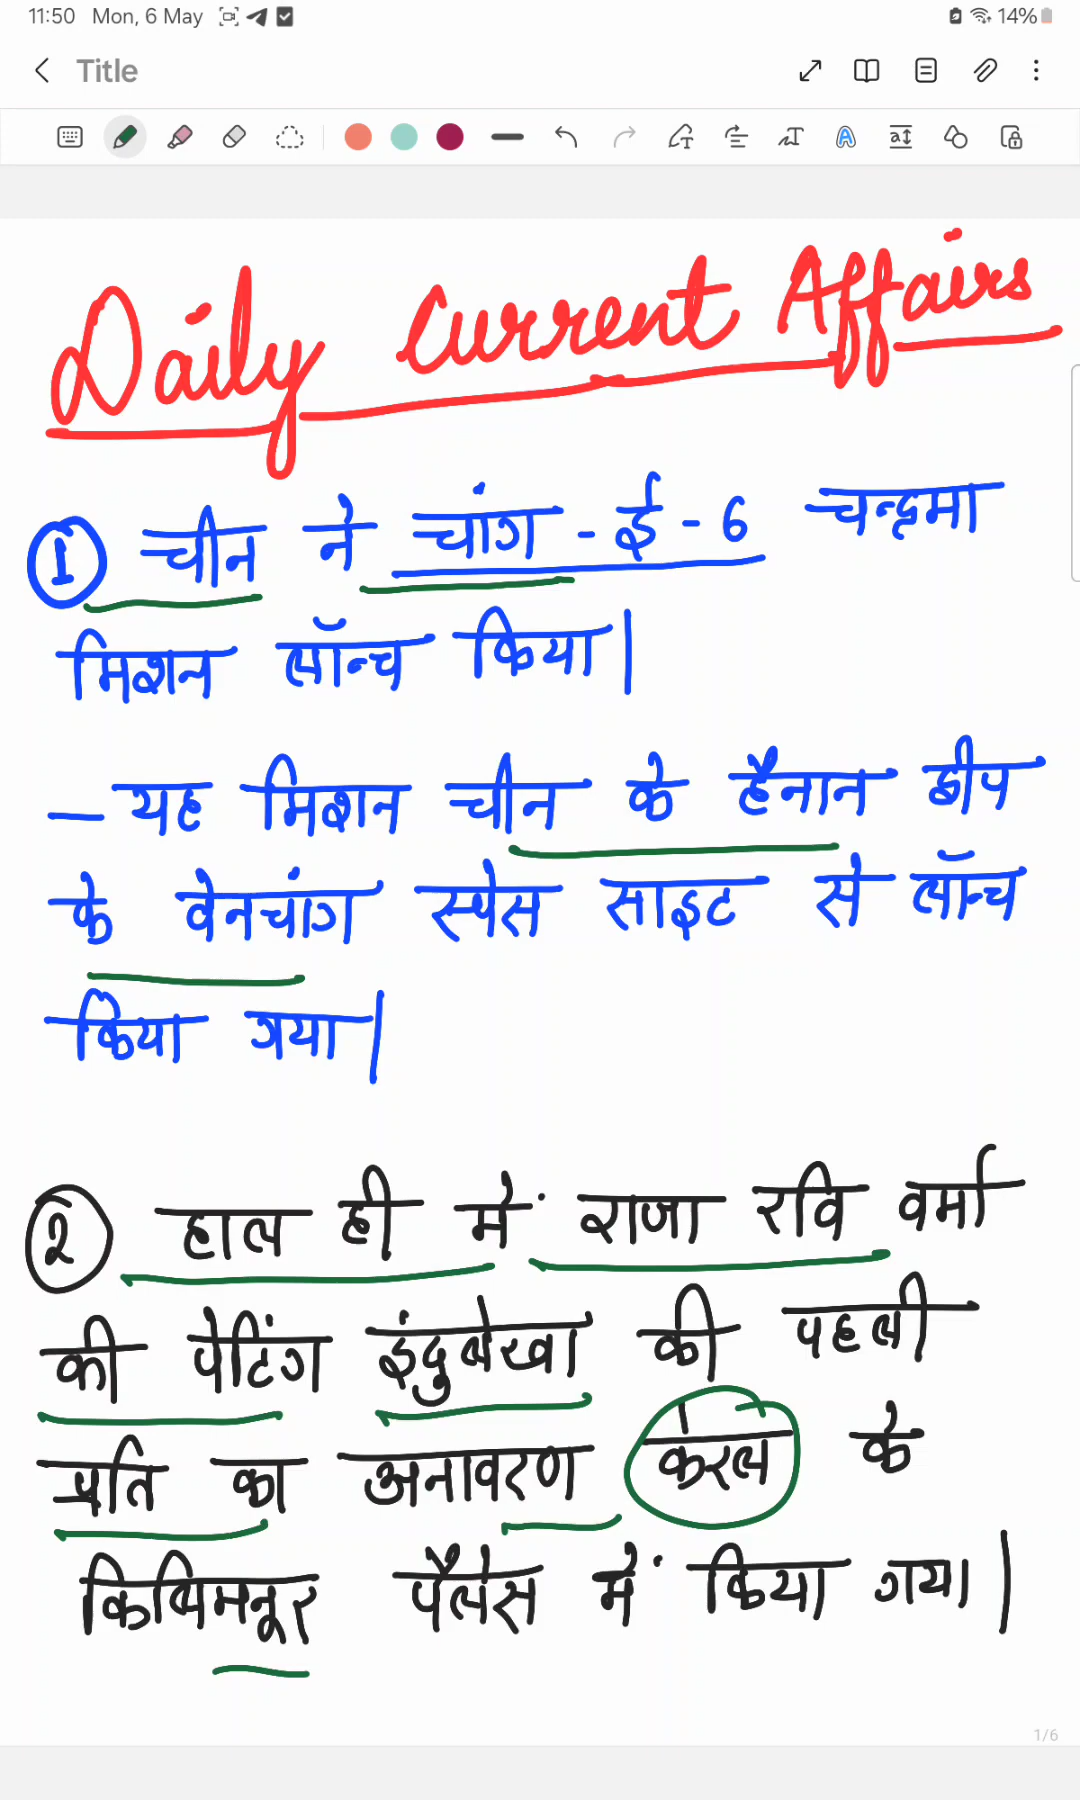 11:50 Mon, 6 May 14%
Title
Daily Current Affairs
1 चीन ने चांग - ई - 6 चन्द्रमा
मिशन लॉन्च किया|
— यह मिशन चीन के हैनान द्वीप
के वेनचांग स्पेस साइट से लॉन्च
किया गया|
2 हाल ही में राजा रवि वर्मा
की पेटिंग इंदुलेखा की पहली
प्रति का अनावरण केरल के
किलिमनूर पैलेस में किया गया|
1/6